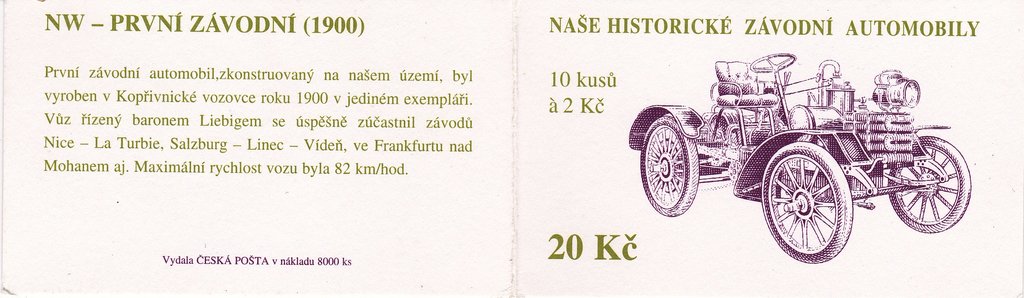 NW – PRVNÍ ZÁVODNÍ (1900)
První závodní automobil,zkonstruovaný na našem území, byl
vyroben v Kopřivnické vozovce roku 1900 v jediném exempláři.
Vůz řízený baronem Liebigem se úspěšně zúčastnil závodů
Nice – La Turbie, Salzburg – Linec – Vídeň, ve Frankfurtu nad
Mohanem aj. Maximální rychlost vozu byla 82 km/hod.
Vydala ČESKÁ POŠTA v nákladu 8000 ks
NAŠE HISTORICKÉ ZÁVODNÍ AUTOMOBILY
10 kusů
à 2 Kč
20 Kč